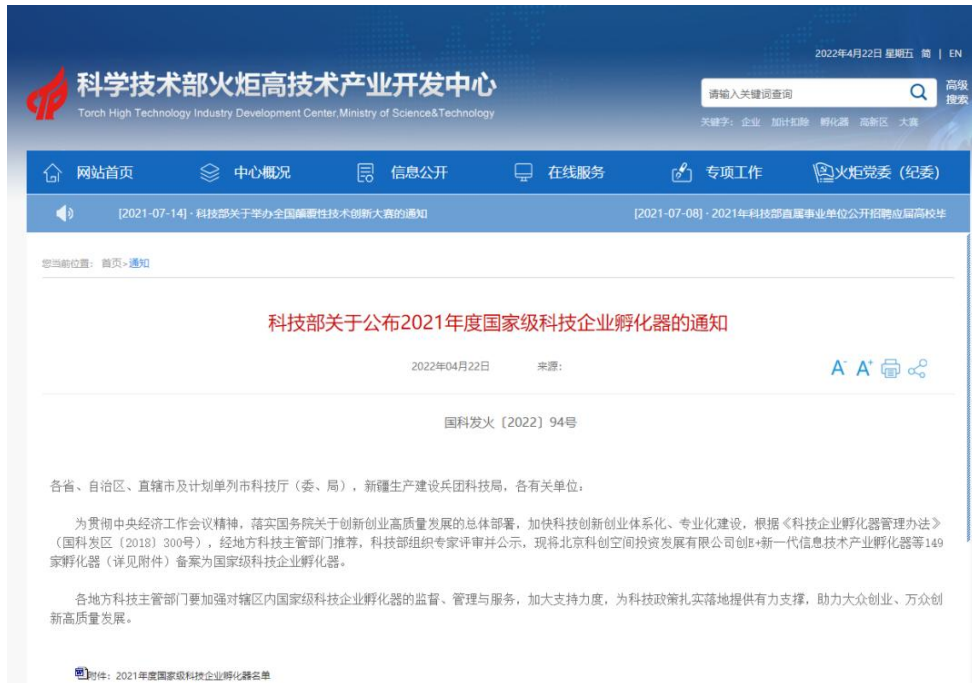 2022年4月22日 星期五 简 | EN
科学技术部火炬高技术产业开发中心
Torch High Technology Industry Development Center,Ministry of Science&Technology
请输入关键词查询
高级
搜索
关键字: 企业 加计扣除 孵化器 高新区 大赛
网站首页 中心概况 信息公开 在线服务 专项工作 火炬党委（纪委）
[2021-07-14] · 科技部关于举办全国颠覆性技术创新大赛的通知 [2021-07-08] · 2021年科技部直属事业单位公开招聘应届高校毕
您当前位置: 首页>通知
科技部关于公布2021年度国家级科技企业孵化器的通知
2022年04月22日 来源:
A- A+
国科发火〔2022〕94号
各省、自治区、直辖市及计划单列市科技厅（委、局），新疆生产建设兵团科技局，各有关单位：
为贯彻中央经济工作会议精神，落实国务院关于创新创业高质量发展的总体部署，加快科技创新创业体系化、专业化建设，根据《科技企业孵化器管理办法》
（国科发区〔2018〕300号），经地方科技主管部门推荐，科技部组织专家评审并公示，现将北京科创空间投资发展有限公司创E+新一代信息技术产业孵化器等149
家孵化器（详见附件）备案为国家级科技企业孵化器。
各地方科技主管部门要加强对辖区内国家级科技企业孵化器的监督、管理与服务，加大支持力度，为科技政策扎实落地提供有力支撑，助力大众创业、万众创
新高质量发展。
附件: 2021年度国家级科技企业孵化器名单